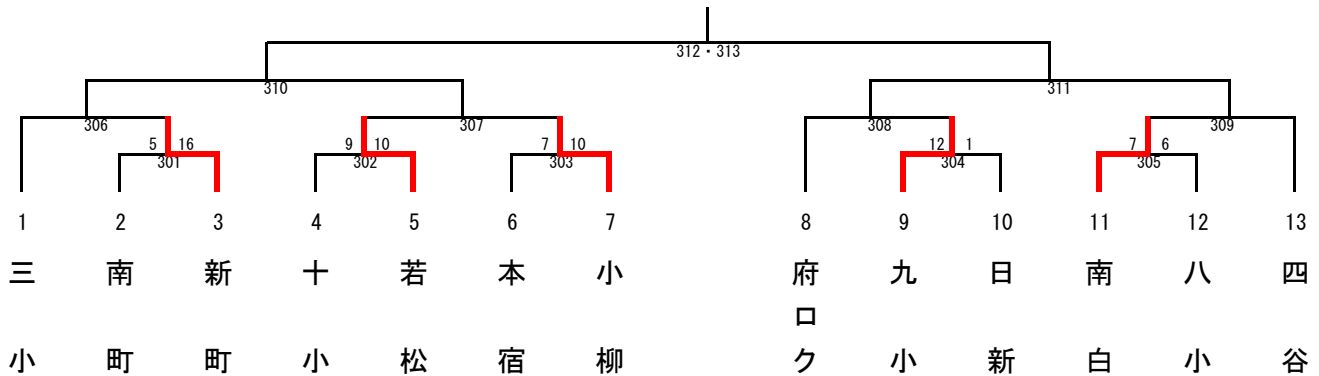 312・313
310 311
306 307 308 309
5 16 9 10 7 10 12 1 7 6
301 302 303 304 305
1 2 3 4 5 6 7 8 9 10 11 12 13
三小
南町
新町
十小
若松
本宿
小柳
府ロク
九小
日新
南白
八小
四谷